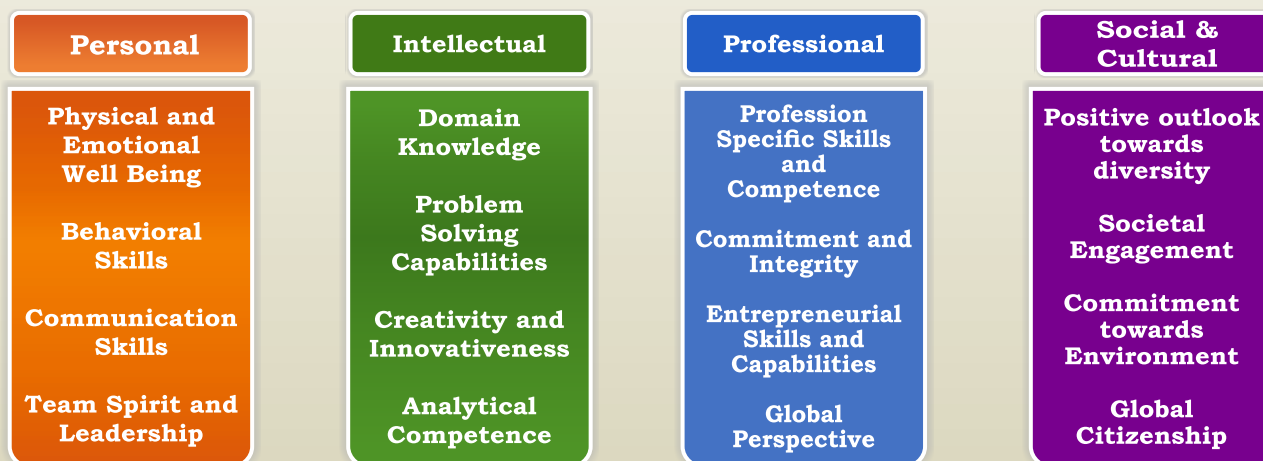 Personal
Physical and
Emotional
Well Being
Behavioral
Skills
Communication
Skills
Team Spirit and
Leadership
Intellectual
Domain
Knowledge
Problem
Solving
Capabilities
Creativity and
Innovativeness
Analytical
Competence
Professional
Profession
Specific Skills
and
Competence
Commitment and
Integrity
Entrepreneurial
Skills and
Capabilities
Global
Perspective
Social &
Cultural
Positive outlook
towards
diversity
Societal
Engagement
Commitment
towards
Environment
Global
Citizenship